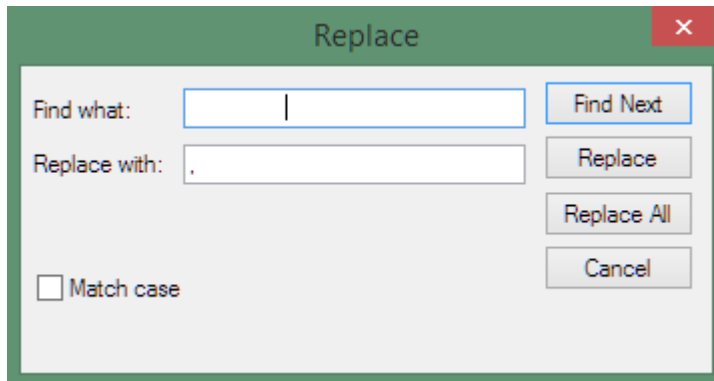 Replace
Find what:
Find Next
Replace with: ,
Replace
Replace All
Cancel
Match case